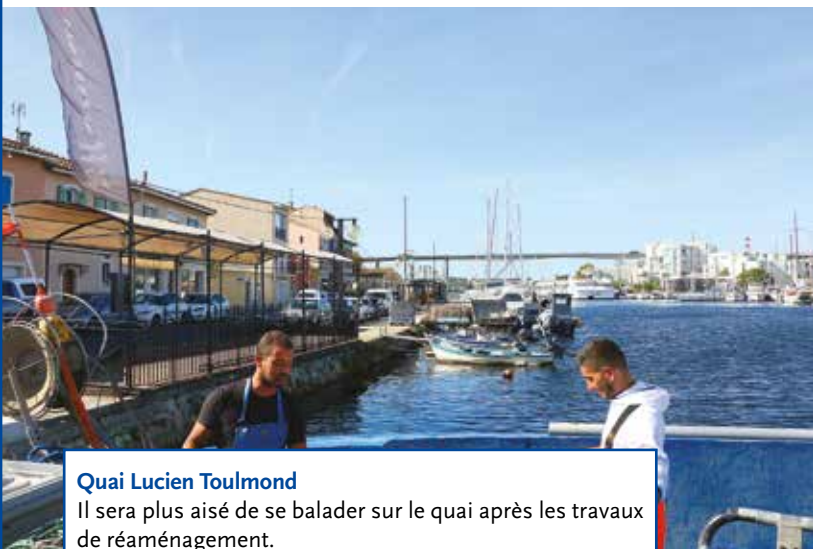 Quai Lucien Toulmond
Il sera plus aisé de se balader sur le quai après les travaux
de réaménagement.